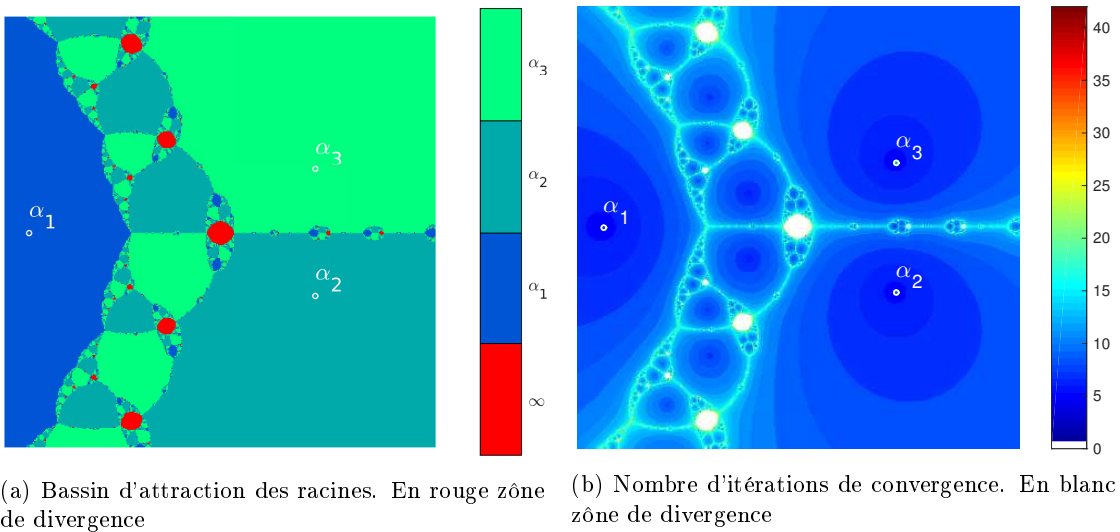 α3
α2
α1
∞
α1
α3
α2
α1
α3
α2
40
35
30
25
20
15
10
5
0
(a) Bassin d'attraction des racines. En rouge zône
de divergence
(b) Nombre d'itérations de convergence. En blanc
zône de divergence